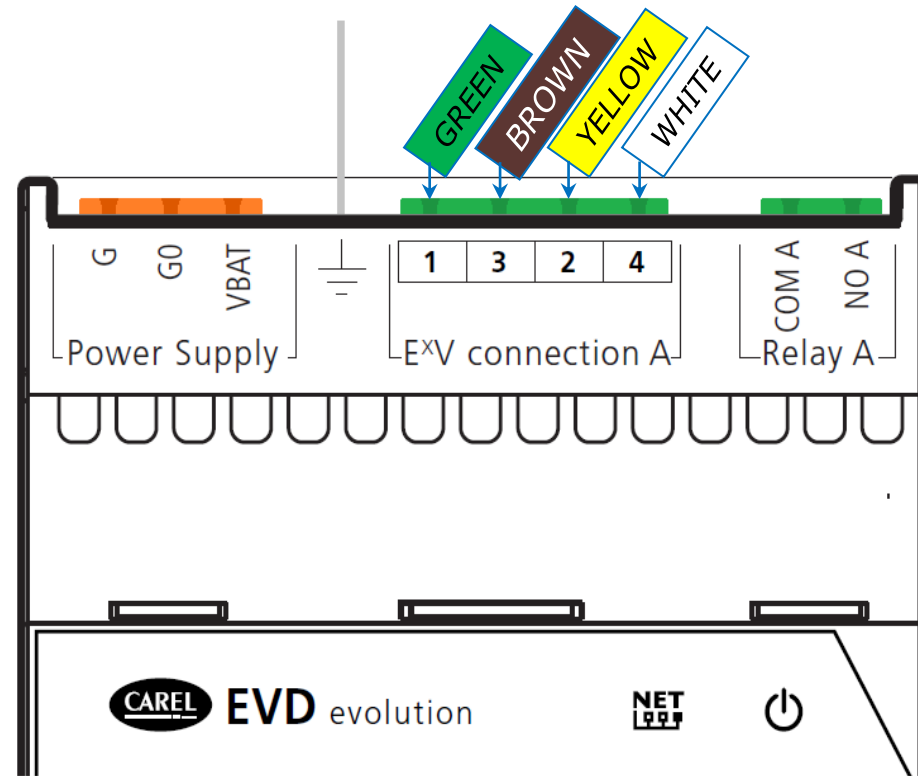 GREEN BROWN YELLOW WHITE
G G0 VBAT 1 3 2 4 COM A NO A
Power Supply EˣV connection A Relay A
CAREL EVD evolution NET